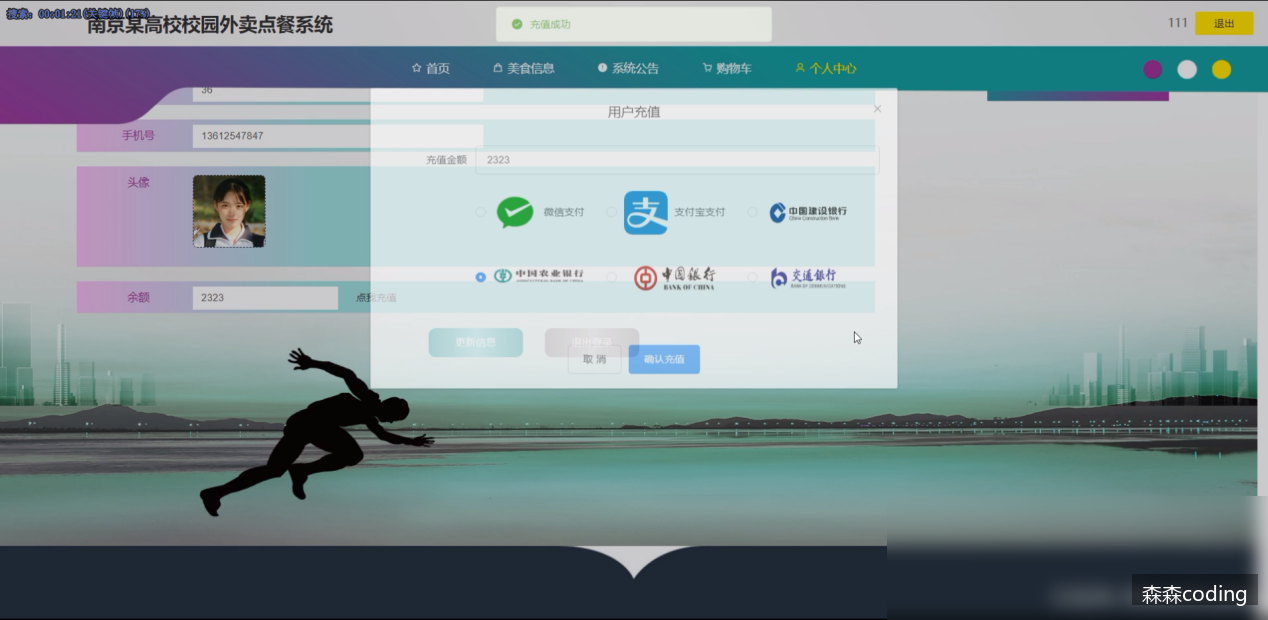 搜索: 00:01:21(关键帧)(17%)
南京某高校校园外卖点餐系统
充值成功
111
退出
首页
美食信息
系统公告
购物车
个人中心
36
用户充值
手机号
13612547847
充值金额
2323
头像
微信支付
支付宝支付
中国建设银行
China Construction Bank
中国农业银行
AGRICULTURAL BANK OF CHINA
中国银行
BANK OF CHINA
交通银行
BANK OF COMMUNICATIONS
余额
2323
点我充值
更新信息
退出登录
取消
确认充值
森森coding